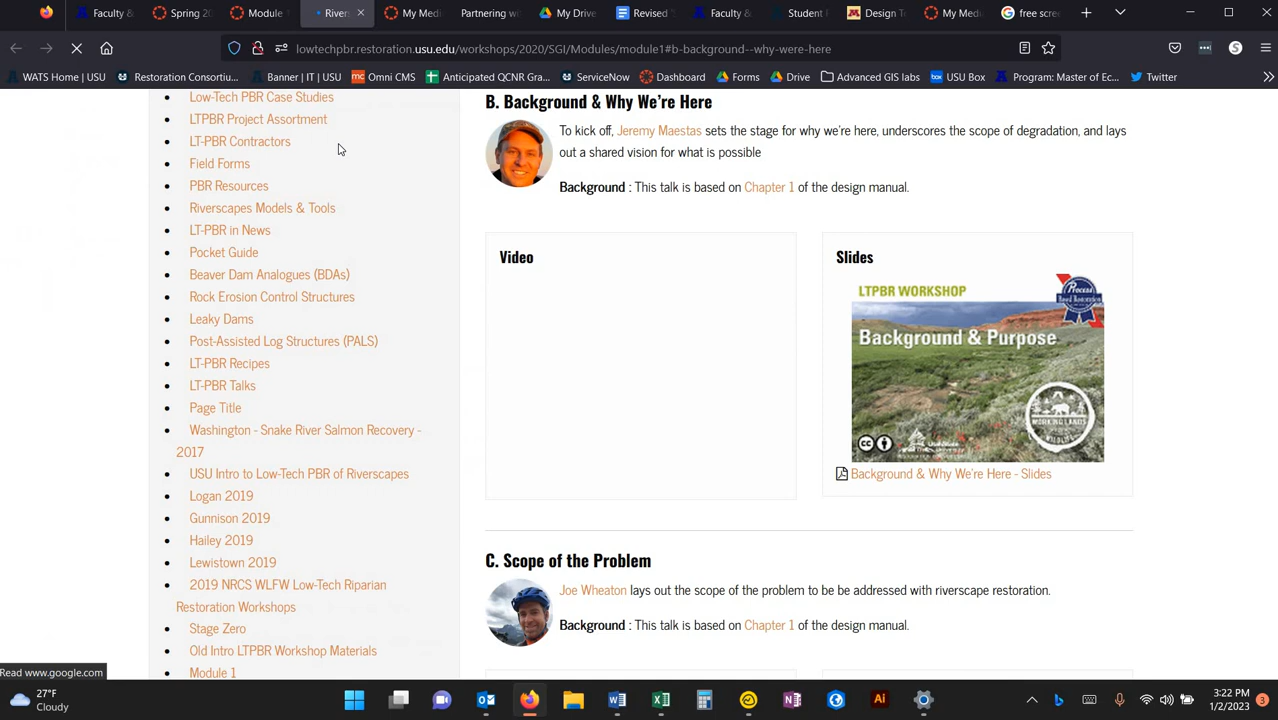 Faculty &
Spring 20
Module
River
My Med
Partnering wit
My Drive
Revised
Faculty &
Student
Design T
My Med
free scre
lowtechpbr.restoration.usu.edu/workshops/2020/SGI/Modules/module1#b-background--why-were-here
WATS Home | USU
Restoration Consortiu...
Banner | IT | USU
Omni CMS
Anticipated QCNR Gra...
ServiceNow
Dashboard
Forms
Drive
Advanced GIS labs
box
USU Box
Program: Master of Ec...
Twitter
Low-Tech PBR Case Studies
LTPBR Project Assortment
LT-PBR Contractors
Field Forms
PBR Resources
Riverscapes Models & Tools
LT-PBR in News
Pocket Guide
Beaver Dam Analogues (BDAs)
Rock Erosion Control Structures
Leaky Dams
Post-Assisted Log Structures (PALS)
LT-PBR Recipes
LT-PBR Talks
Page Title
Washington - Snake River Salmon Recovery -
2017
USU Intro to Low-Tech PBR of Riverscapes
Logan 2019
Gunnison 2019
Hailey 2019
Lewistown 2019
2019 NRCS WLFW Low-Tech Riparian
Restoration Workshops
Stage Zero
Old Intro LTPBR Workshop Materials
Module 1
B. Background & Why We're Here
To kick off, Jeremy Maestas sets the stage for why we're here, underscores the scope of degradation, and lays
out a shared vision for what is possible
Background : This talk is based on Chapter 1 of the design manual.
Video
Slides
LTPBR WORKSHOP
Process
Based Restoration
Background & Purpose
WORKING LANDS
Background & Why We're Here - Slides
C. Scope of the Problem
Joe Wheaton lays out the scope of the problem to be be addressed with riverscape restoration.
Background : This talk is based on Chapter 1 of the design manual.
Read www.google.com
27°F
Cloudy
3:22 PM
1/2/2023
3